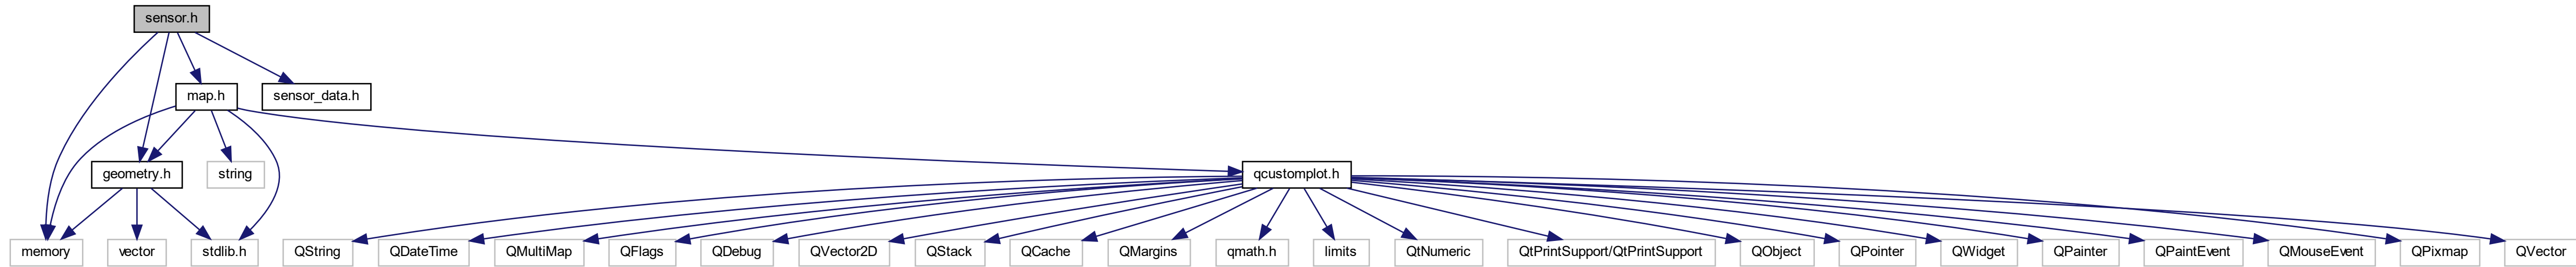 sensor.h
map.h
sensor_data.h
geometry.h
string
qcustomplot.h
memory
vector
stdlib.h
QString
QDateTime
QMultiMap
QFlags
QDebug
QVector2D
QStack
QCache
QMargins
qmath.h
limits
QtNumeric
QtPrintSupport/QtPrintSupport
QObject
QPointer
QWidget
QPainter
QPaintEvent
QMouseEvent
QPixmap
QVector